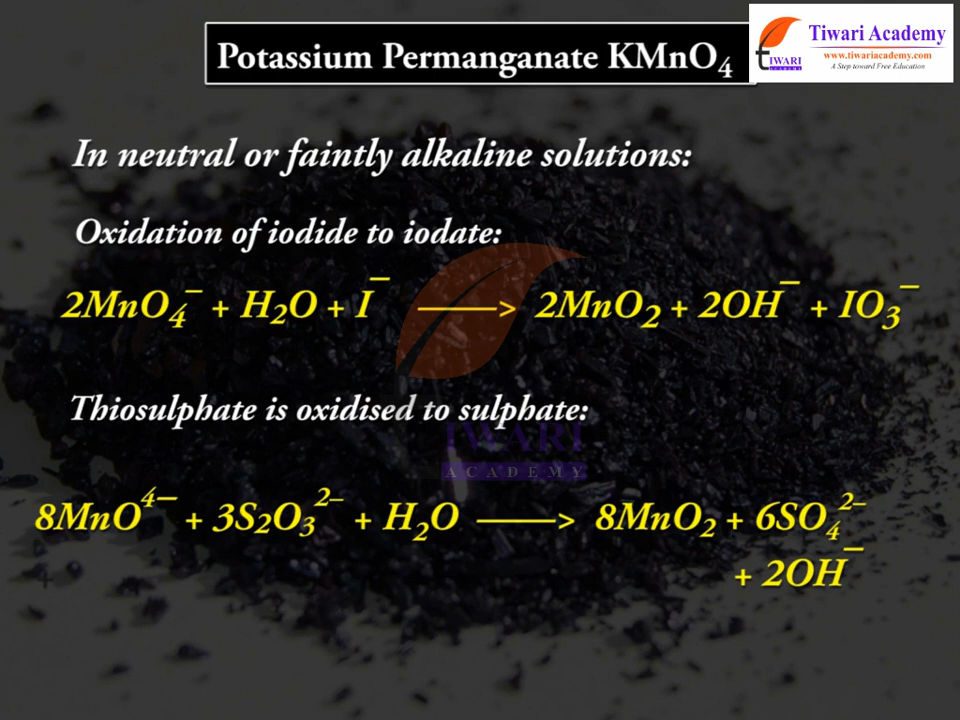 Potassium Permanganate KMnO₄
Tiwari Academy
www.tiwariacademy.com
A Step toward Free Education
TIWARI
ACADEMY
In neutral or faintly alkaline solutions:
Oxidation of iodide to iodate:
2MnO₄⁻ + H₂O + I⁻ ——> 2MnO₂ + 2OH⁻ + IO₃⁻
Thiosulphate is oxidised to sulphate:
TIWARI
ACADEMY
8MnO⁴⁻ + 3S₂O₃²⁻ + H₂O ——> 8MnO₂ + 6SO₄²⁻
+ 2OH⁻